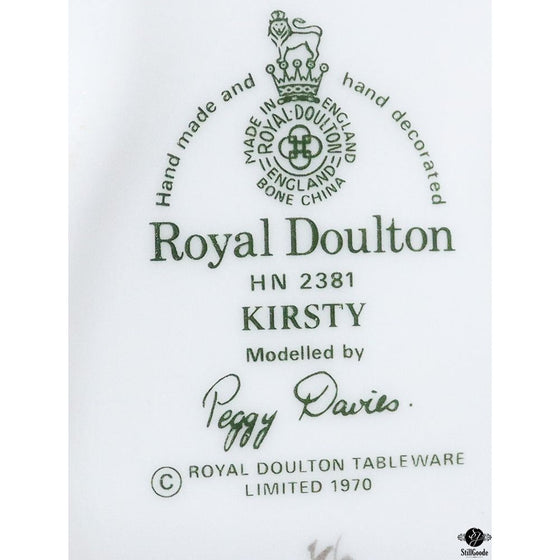 Hand made and hand decorated
MADE IN ENGLAND
ROYAL·DOULTON
ENGLAND
BONE CHINA
Royal Doulton
HN 2381
KIRSTY
Modelled by
Peggy Davies.
© ROYAL DOULTON TABLEWARE
LIMITED 1970
StillGoode